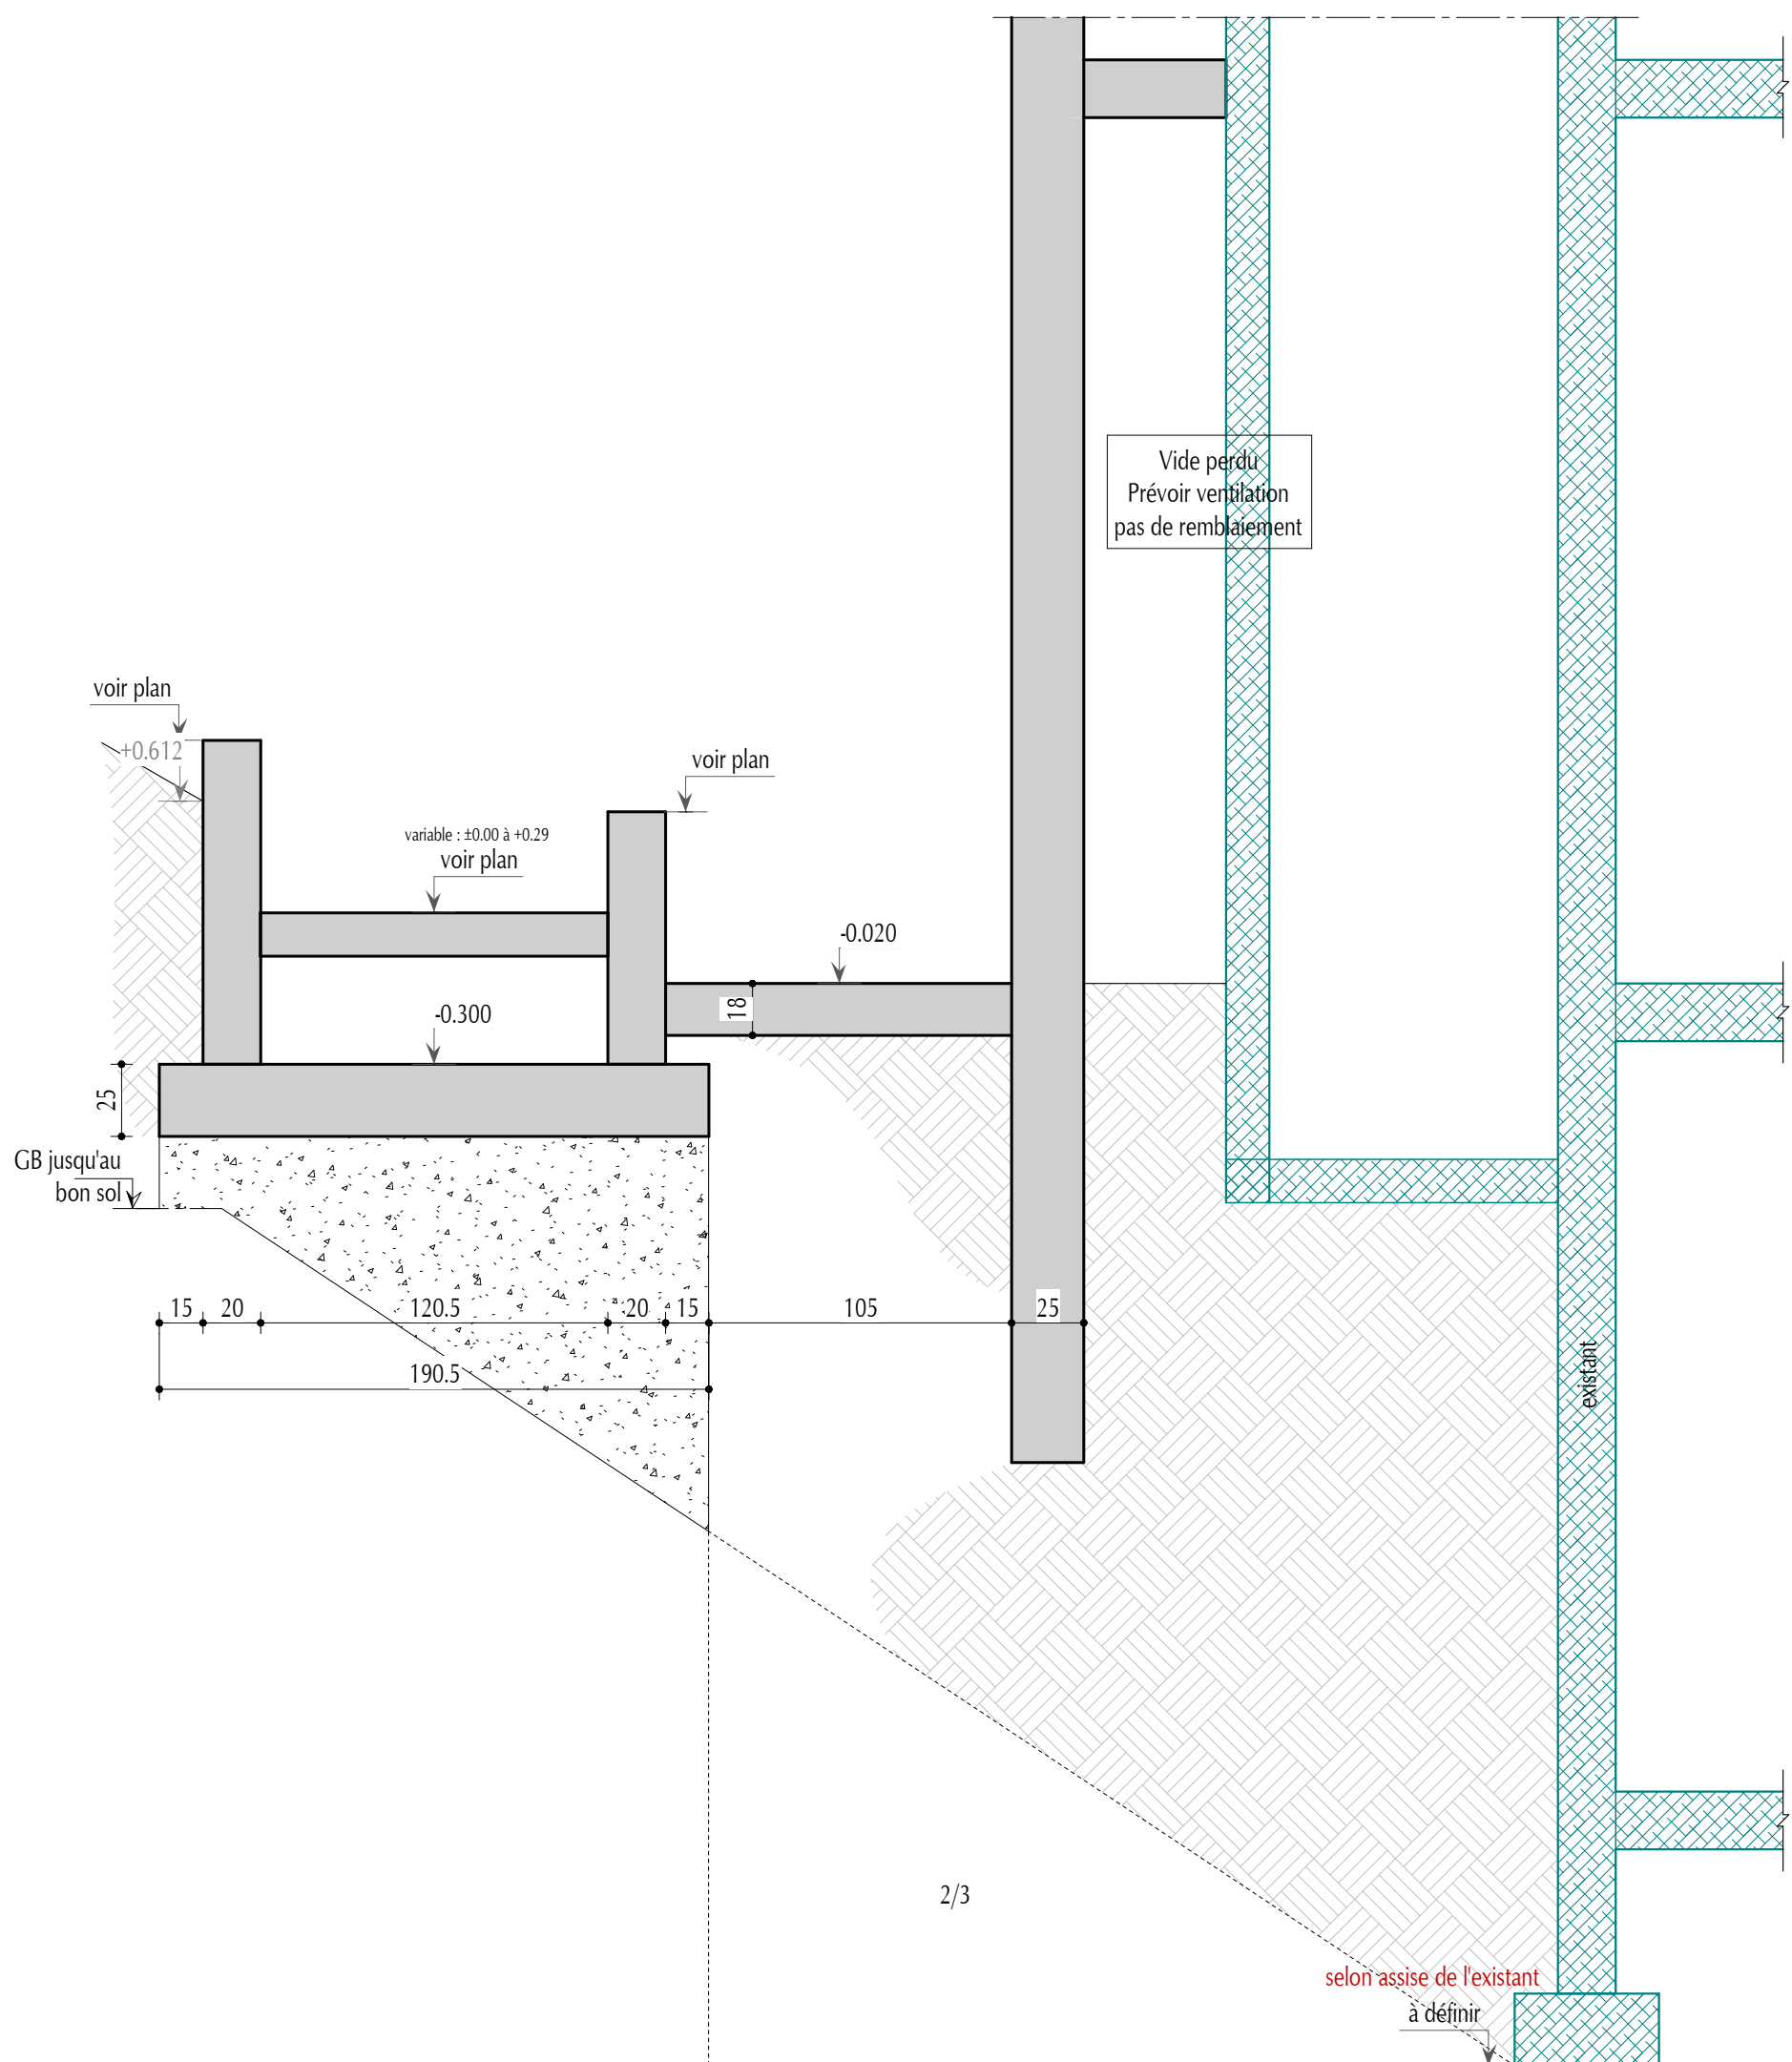 Vide perdu
Prévoir ventilation
pas de remblaiement
voir plan
+0.612
voir plan
variable : ±0.00 à +0.29
voir plan
-0.020
18
-0.300
25
GB jusqu'au
bon sol
15 20 120.5 20 15 105 25
190.5
existant
2/3
selon assise de l'existant
à définir